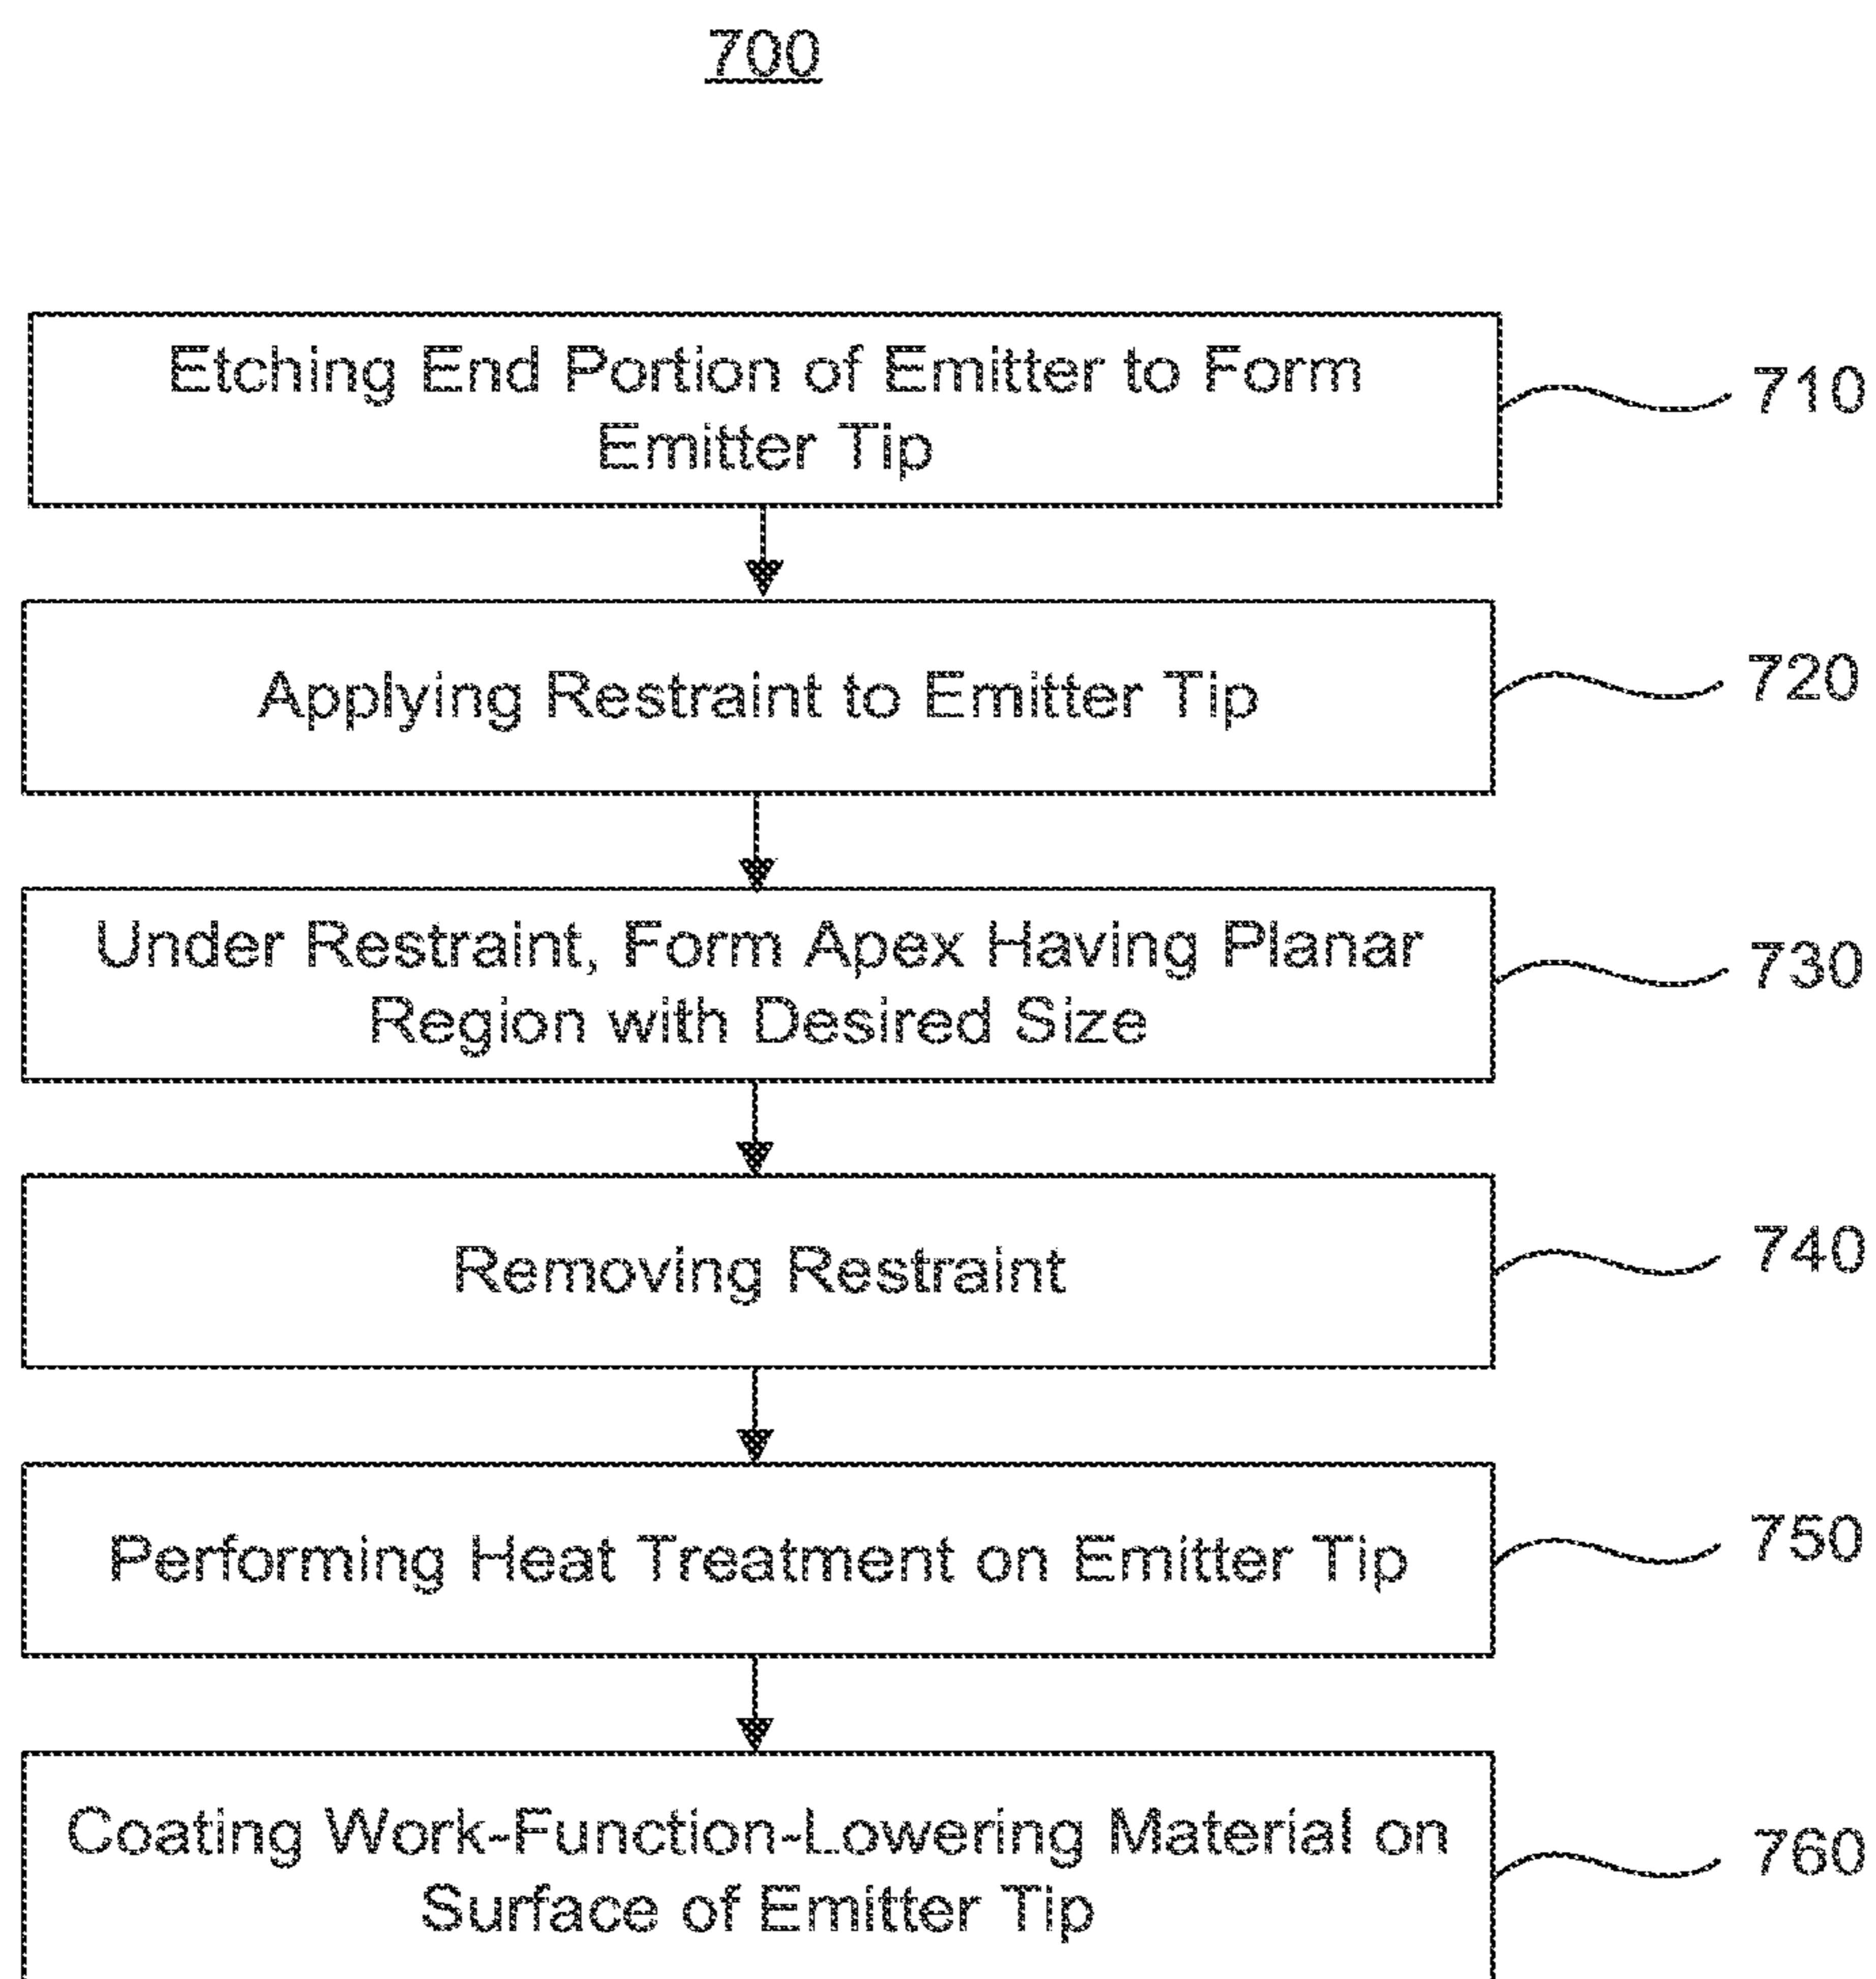 700
Etching End Portion of Emitter to Form
Emitter Tip
710
Applying Restraint to Emitter Tip
720
Under Restraint, Form Apex Having Planar
Region with Desired Size
730
Removing Restraint
740
Performing Heat Treatment on Emitter Tip
750
Coating Work-Function-Lowering Material on
Surface of Emitter Tip
760